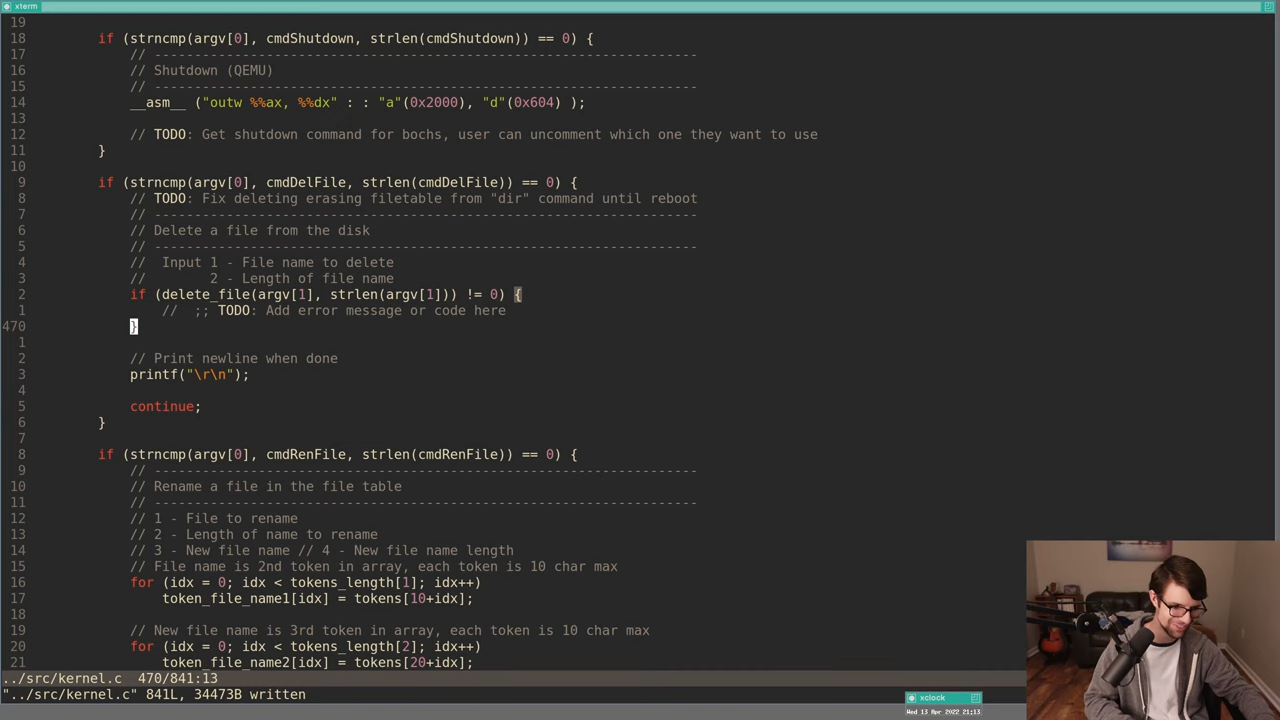 xterm
19
18         if (strncmp(argv[0], cmdShutdown, strlen(cmdShutdown)) == 0) {
17             // --------------------------------------------------------------------
16             // Shutdown (QEMU)
15             // --------------------------------------------------------------------
14             __asm__ ("outw %%ax, %%dx" : : "a"(0x2000), "d"(0x604) );
13
12             // TODO: Get shutdown command for bochs, user can uncomment which one they want to use
11         }
10
9         if (strncmp(argv[0], cmdDelFile, strlen(cmdDelFile)) == 0) {
8             // TODO: Fix deleting erasing filetable from "dir" command until reboot
7             // --------------------------------------------------------------------
6             // Delete a file from the disk
5             // --------------------------------------------------------------------
4             //  Input 1 - File name to delete
3             //        2 - Length of file name
2             if (delete_file(argv[1], strlen(argv[1])) != 0) {
1                 //  ;; TODO: Add error message or code here
470             }
1
2             // Print newline when done
3             printf("\r\n");
4
5             continue;
6         }
7
8         if (strncmp(argv[0], cmdRenFile, strlen(cmdRenFile)) == 0) {
9             // --------------------------------------------------------------------
10             // Rename a file in the file table
11             // --------------------------------------------------------------------
12             // 1 - File to rename
13             // 2 - Length of name to rename
14             // 3 - New file name // 4 - New file name length
15             // File name is 2nd token in array, each token is 10 char max
16             for (idx = 0; idx < tokens_length[1]; idx++)
17                 token_file_name1[idx] = tokens[10+idx];
18
19             // New file name is 3rd token in array, each token is 10 char max
20             for (idx = 0; idx < tokens_length[2]; idx++)
21                 token_file_name2[idx] = tokens[20+idx];
../src/kernel.c  470/841:13
"../src/kernel.c" 841L, 34473B written
xclock
Wed 13 Apr 2022 21:13